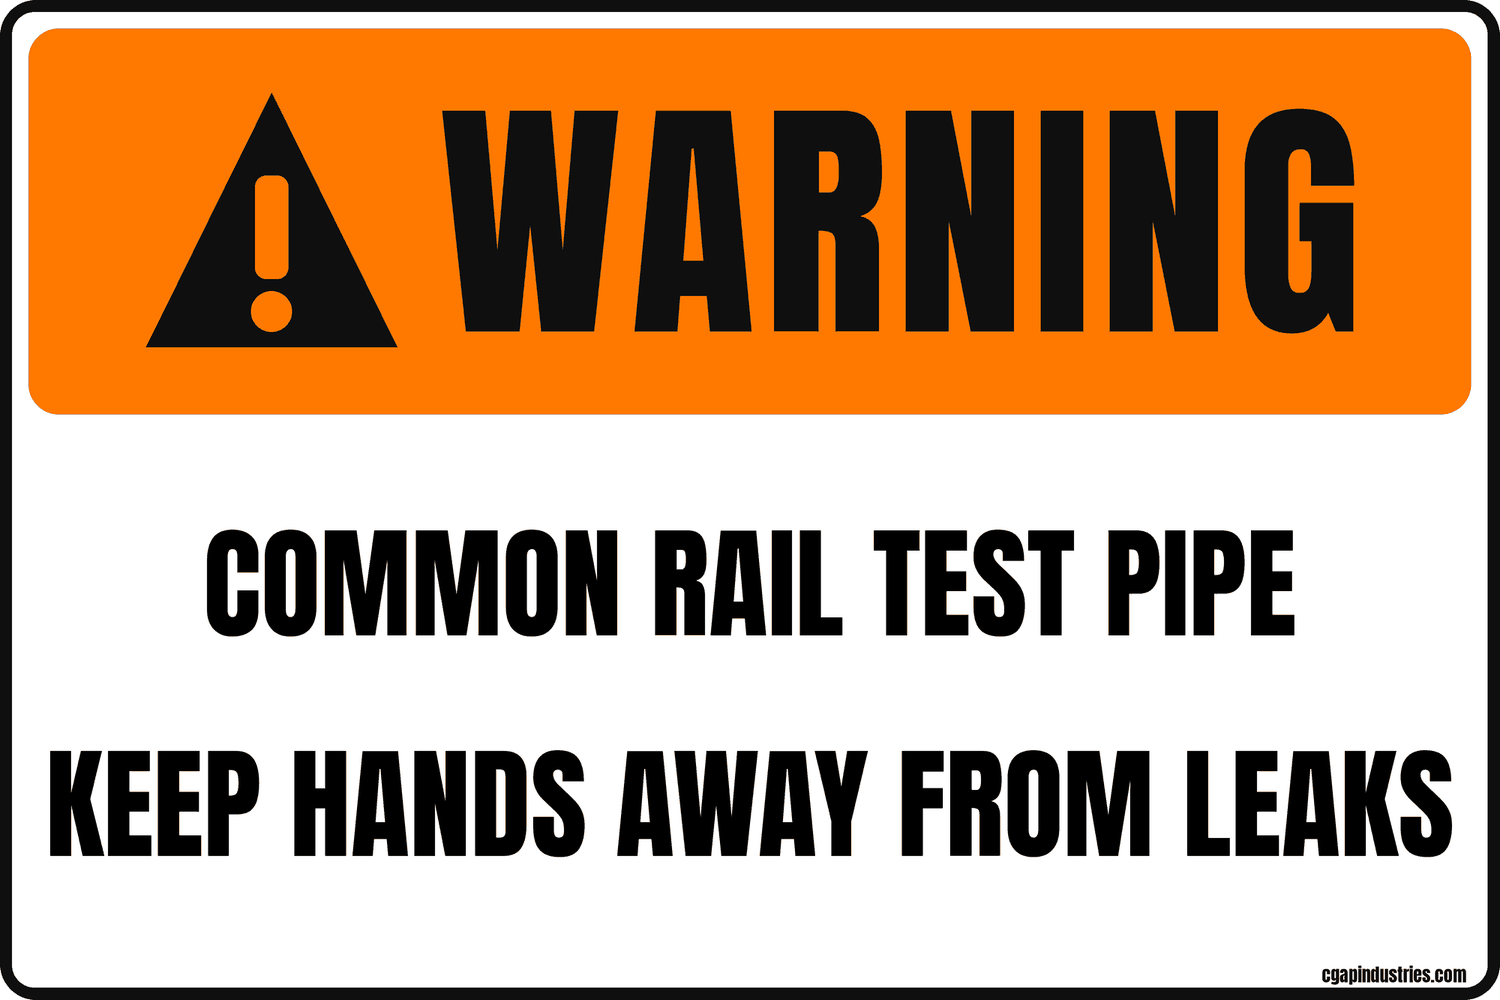 WARNING
COMMON RAIL TEST PIPE
KEEP HANDS AWAY FROM LEAKS
cgapindustries.com